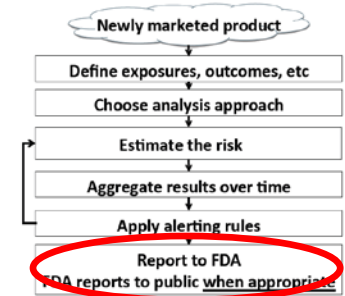 Newly marketed product
Define exposures, outcomes, etc
Choose analysis approach
Estimate the risk
Aggregate results over time
Apply alerting rules
Report to FDA
FDA reports to public when appropriate